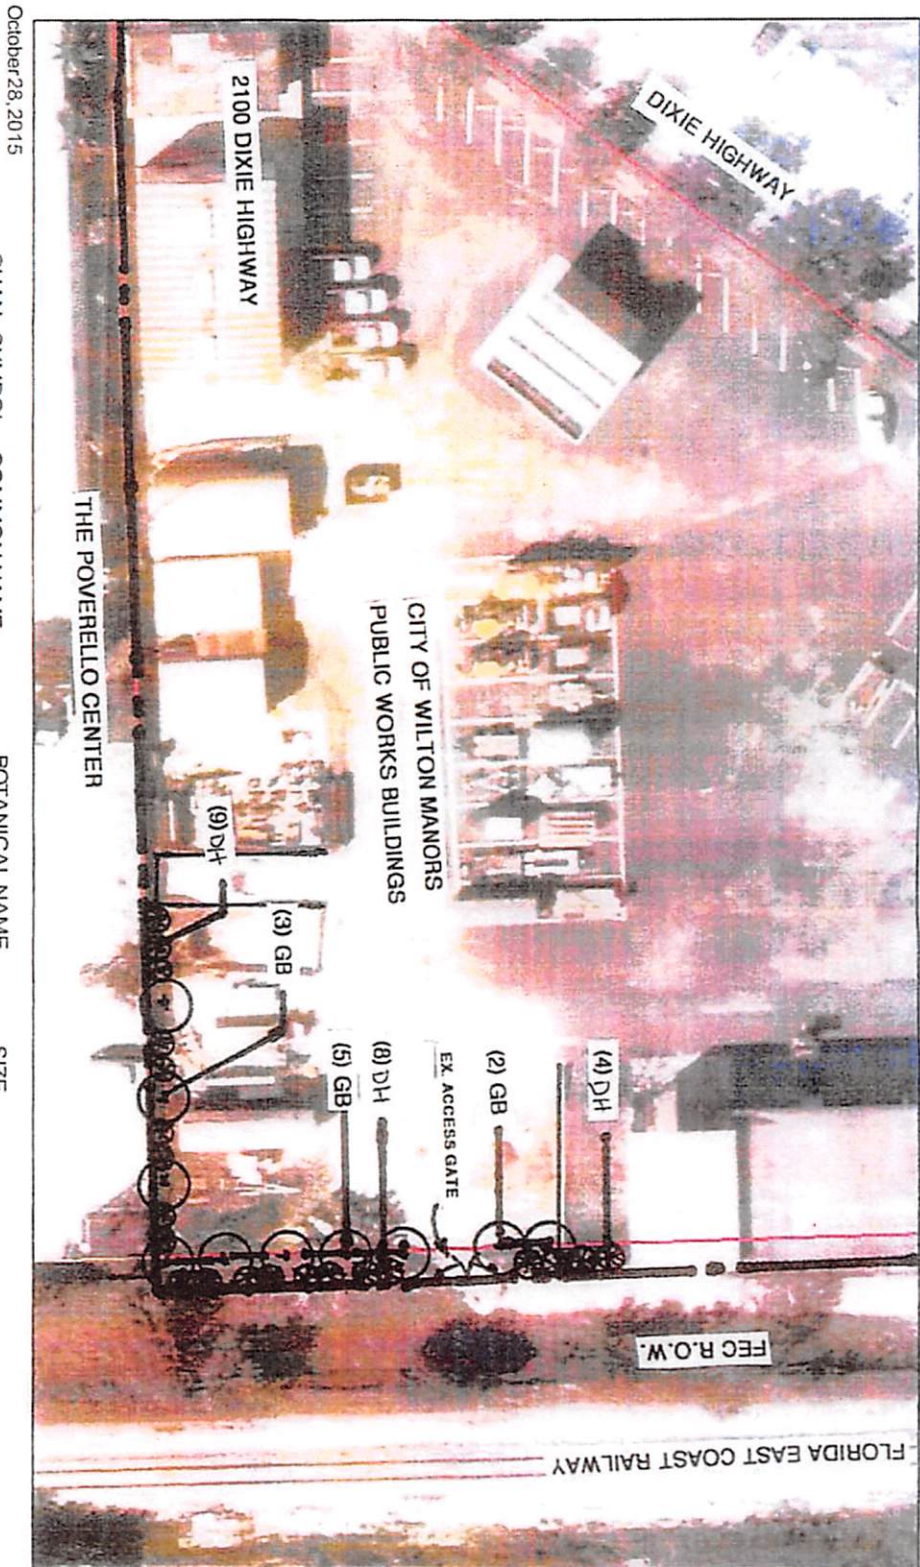 DIXIE HIGHWAY
2100 DIXIE HIGHWAY
CITY OF WILTON MANORS
PUBLIC WORKS BUILDINGS
THE POVERELLO CENTER
(9) DH
(3) GB
(5) GB
(8) DH
EX. ACCESS GATE
(2) GB
(4) DH
FEC R.O.W.
FLORIDA EAST COAST RAILWAY
October 28, 2015
COMMON NAME
BOTANICAL NAME
SIZE